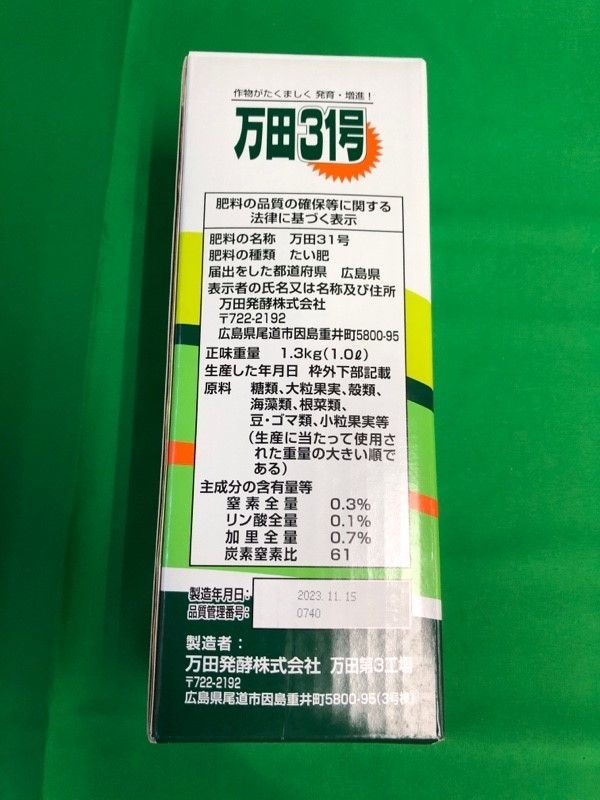 作物がたくましく 発育・増進！
万田31号
肥料の品質の確保等に関する
法律に基づく表示
肥料の名称 万田31号
肥料の種類 たい肥
届出をした都道府県 広島県
表示者の氏名又は名称及び住所
万田発酵株式会社
〒722-2192
広島県尾道市因島重井町5800-95
正味重量 1.3kg(1.0ℓ)
生産した年月日 枠外下部記載
原料 糖類、大粒果実、穀類、
海藻類、根菜類、
豆・ゴマ類、小粒果実等
(生産に当たって使用さ
れた重量の大きい順で
ある)
主成分の含有量等
窒素全量 0.3%
リン酸全量 0.1%
加里全量 0.7%
炭素窒素比 61
製造年月日: 2023.11.15
品質管理番号: 0740
製造者：
万田発酵株式会社 万田第3工場
〒722-2192
広島県尾道市因島重井町5800-95(3号棟)